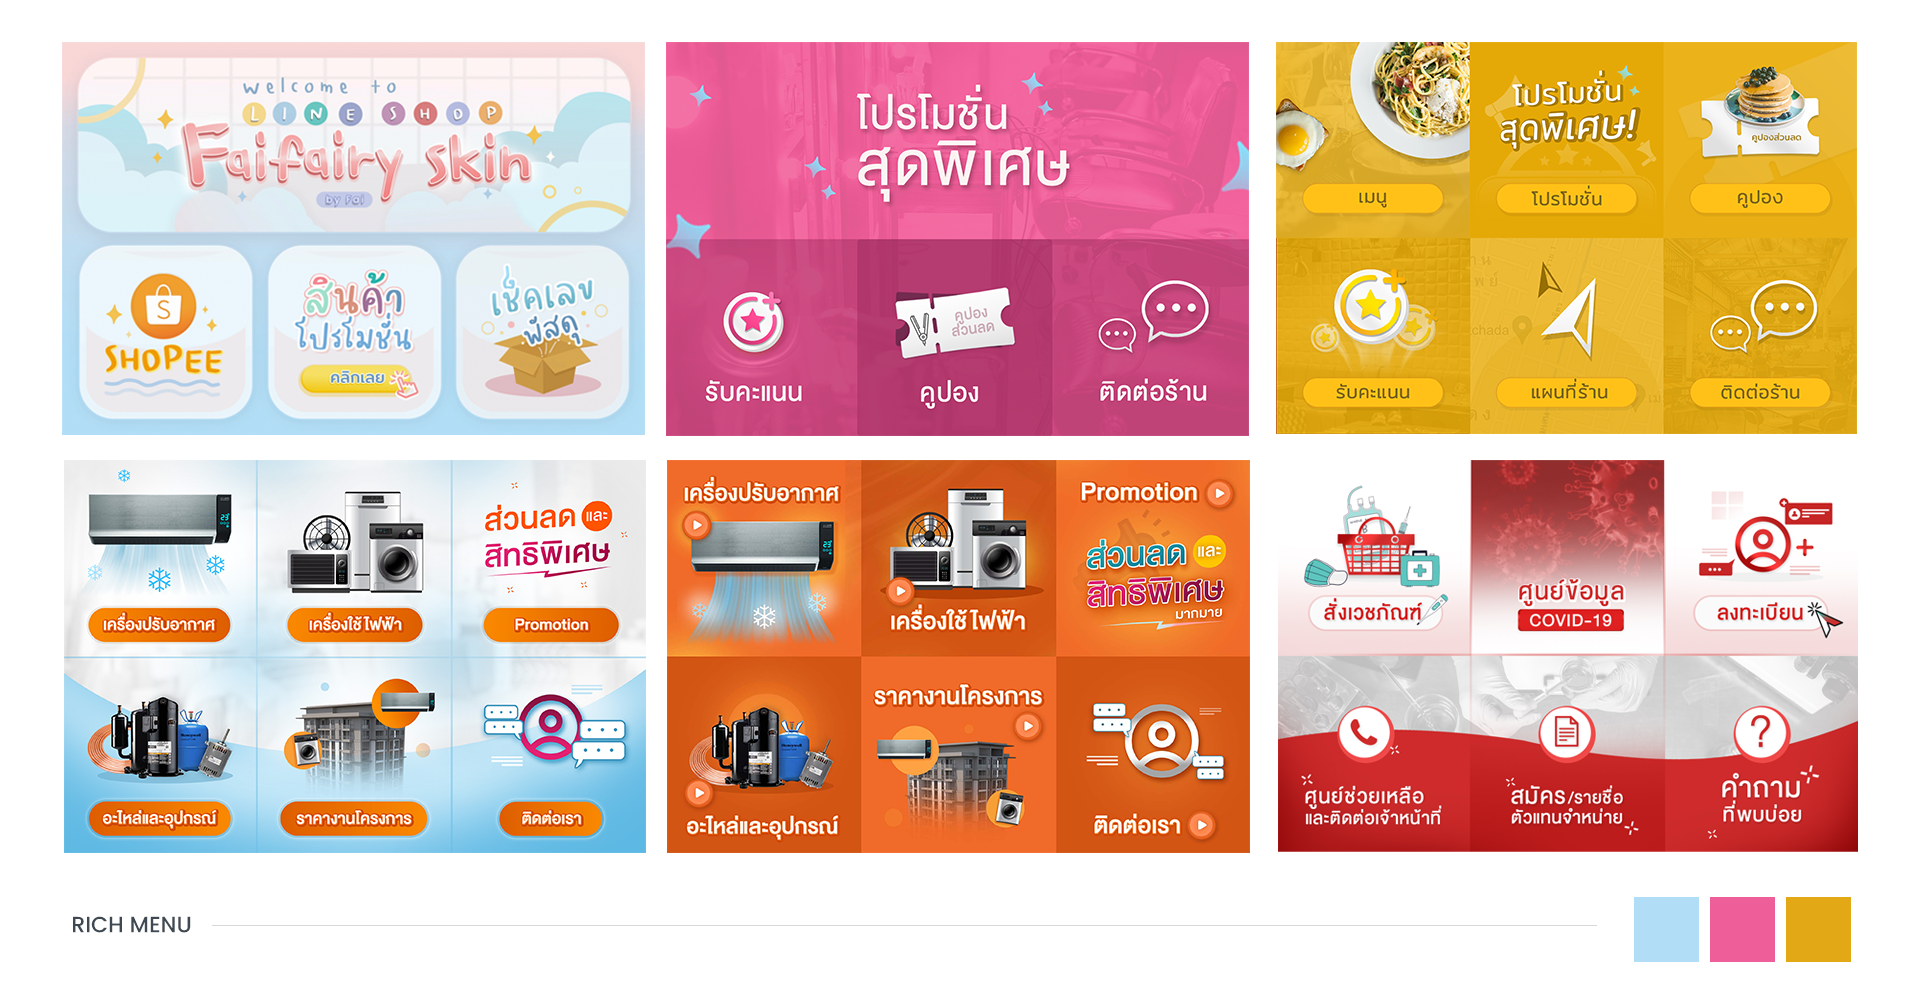 welcome to
LINE SHOP
Faifairy skin
by Fai
S
SHOPEE
สินค้า
โปรโมชั่น
คลิกเลย
เช็คเลข
พัสดุ
โปรโมชั่น
สุดพิเศษ
รับคะแนน
คูปอง
ส่วนลด
คูปอง
ติดต่อร้าน
เมนู
โปรโมชั่น
สุดพิเศษ!
โปรโมชั่น
คูปองส่วนลด
คูปอง
รับคะแนน
แผนที่ร้าน
ติดต่อร้าน
เครื่องปรับอากาศ
เครื่องใช้ไฟฟ้า
ส่วนลด และ
สิทธิพิเศษ
Promotion
อะไหล่และอุปกรณ์
ราคางานโครงการ
ติดต่อเรา
เครื่องปรับอากาศ
เครื่องใช้ไฟฟ้า
Promotion
ส่วนลด และ
สิทธิพิเศษ
มากมาย
อะไหล่และอุปกรณ์
ราคางานโครงการ
ติดต่อเรา
สั่งเวชภัณฑ์
ศูนย์ข้อมูล
COVID-19
ลงทะเบียน
ศูนย์ช่วยเหลือ
และติดต่อเจ้าหน้าที่
สมัคร/รายชื่อ
ตัวแทนจำหน่าย
?
คำถาม
ที่พบบ่อย
RICH MENU